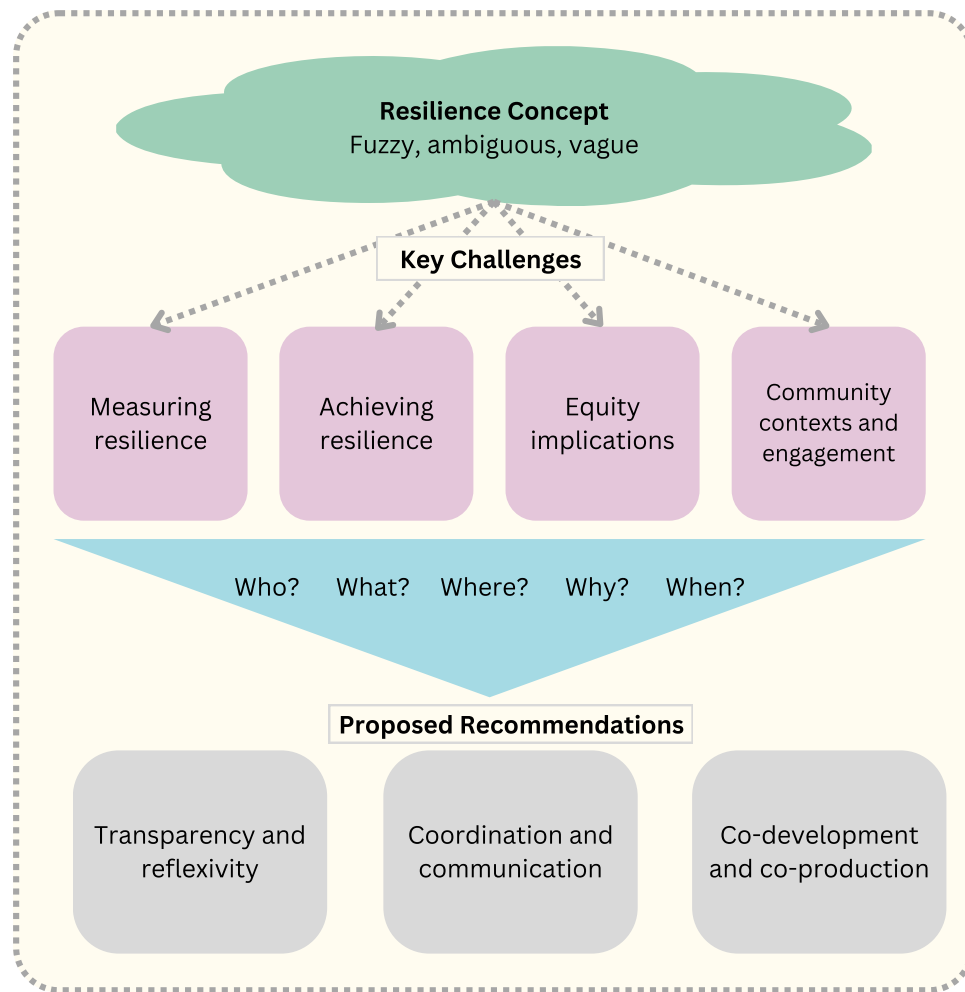 Resilience Concept
Fuzzy, ambiguous, vague
Key Challenges
Measuring
resilience
Achieving
resilience
Equity
implications
Community
contexts and
engagement
Who? What? Where? Why? When?
Proposed Recommendations
Transparency and
reflexivity
Coordination and
communication
Co-development
and co-production